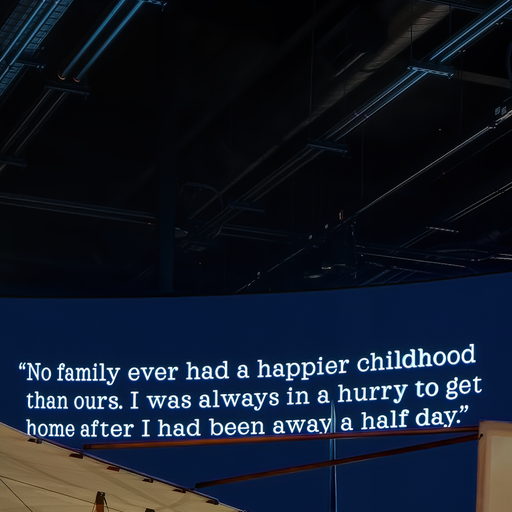 “No family ever had a happier childhood
than ours. I was always in a hurry to get
home after I had been away a half day.”